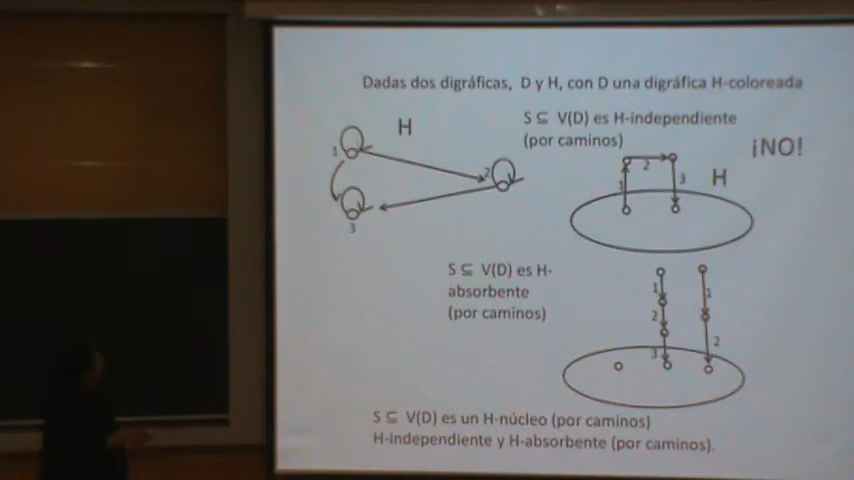 Dadas dos digráficas, D y H, con D una digráfica H-coloreada
H
1
2
3
S ⊆ V(D) es H-independiente
(por caminos)
¡NO!
1
2
3
H
S ⊆ V(D) es H-
absorbente
(por caminos)
1
2
3
1
2
S ⊆ V(D) es un H-núcleo (por caminos)
H-independiente y H-absorbente (por caminos).